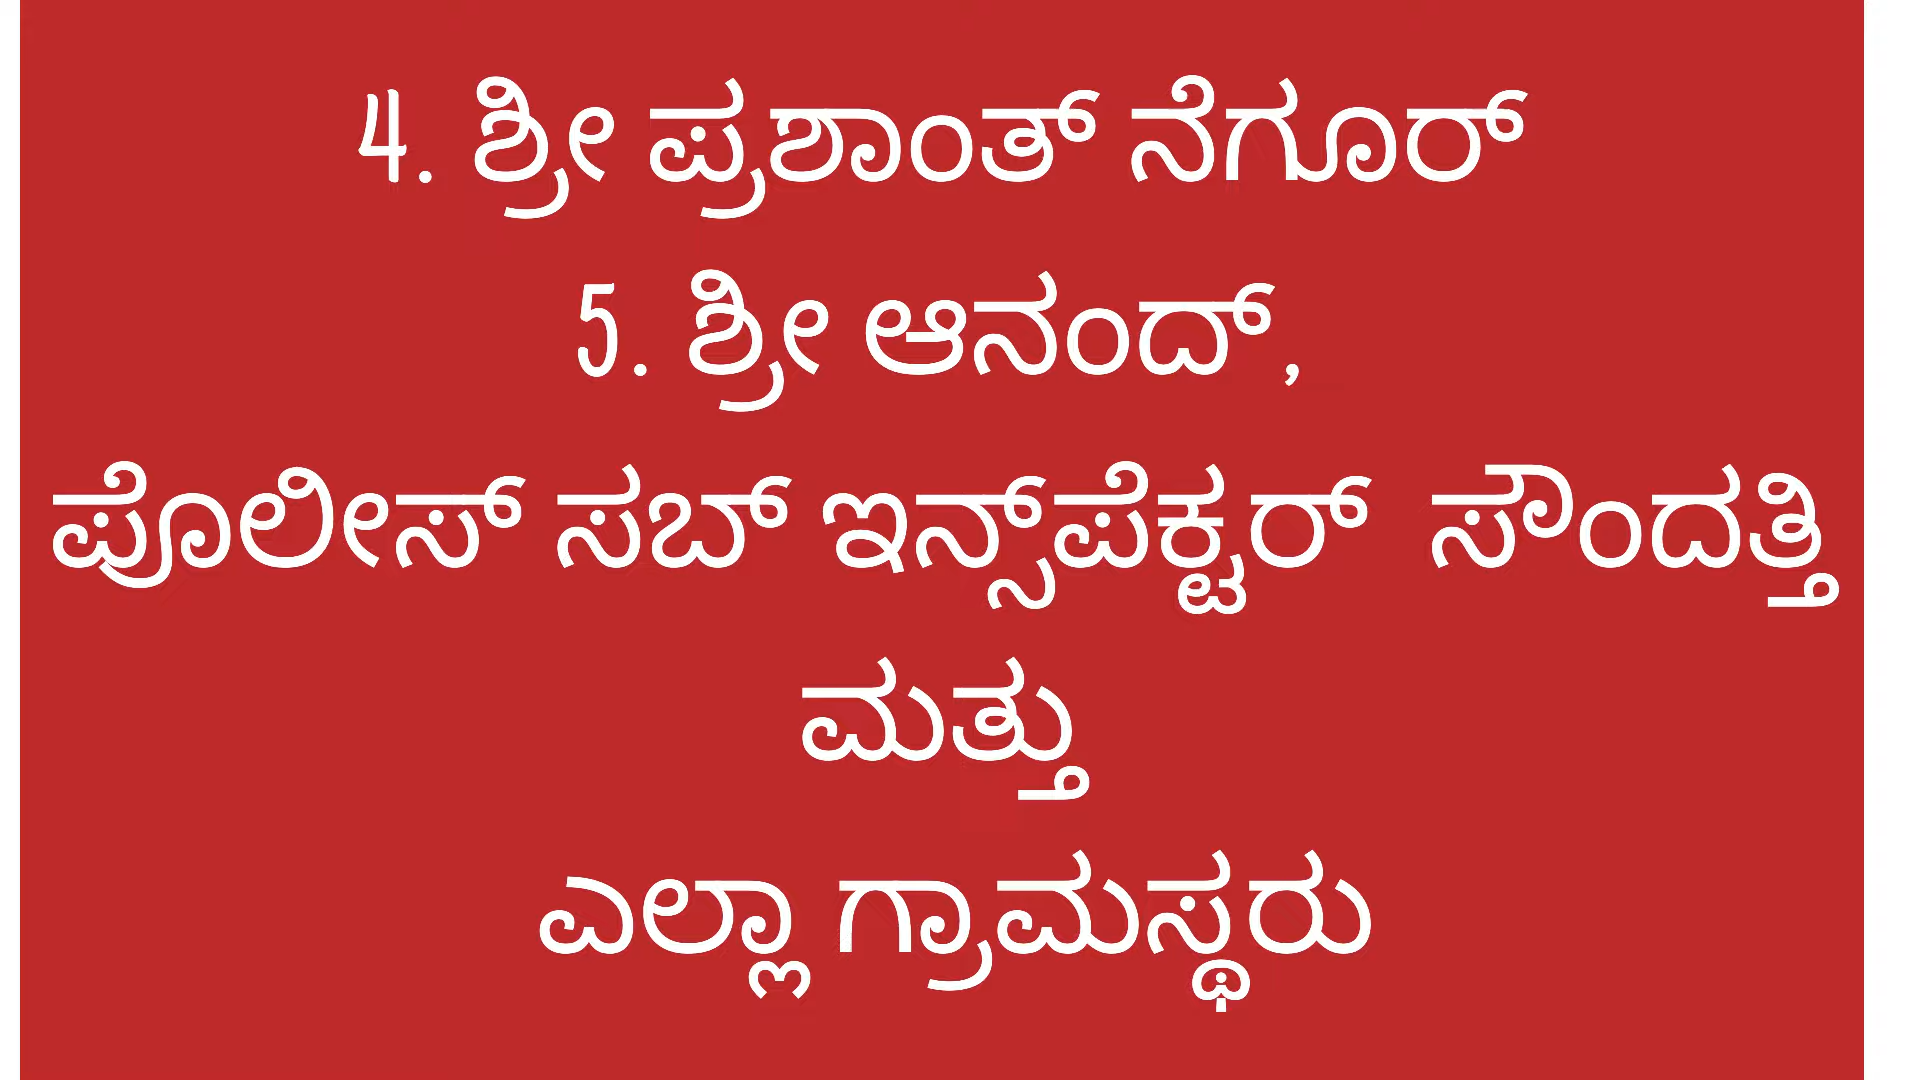 4. ಶ್ರೀ ಪ್ರಶಾಂತ್ ನೆಗೂರ್
5. ಶ್ರೀ ಆನಂದ್,
ಪೊಲೀಸ್ ಸಬ್ ಇನ್ಸ್‌ಪೆಕ್ಟರ್ ಸೌಂದತ್ತಿ
ಮತ್ತು
ಎಲ್ಲಾ ಗ್ರಾಮಸ್ಥರು